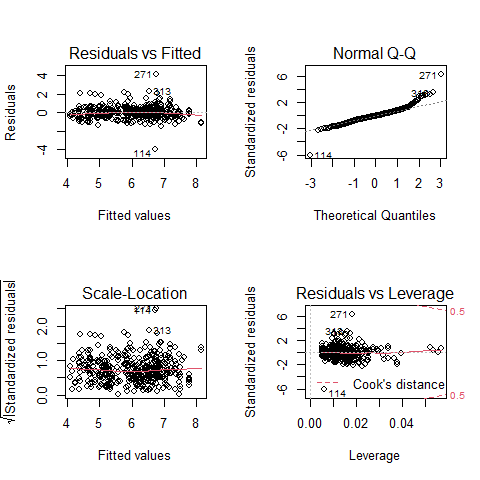 Residuals vs Fitted
Residuals
4
2
0
-4
271
313
114
4 5 6 7 8
Fitted values
Normal Q-Q
Standardized residuals
6
2
-2
-6
271
313
114
-3 -1 0 1 2 3
Theoretical Quantiles
Scale-Location
√|Standardized residuals|
2.0
1.0
0.0
114
313
4 5 6 7 8
Fitted values
Residuals vs Leverage
Standardized residuals
6
2
-2
-6
271
313
114
0.5
0.5
Cook's distance
0.00 0.02 0.04
Leverage